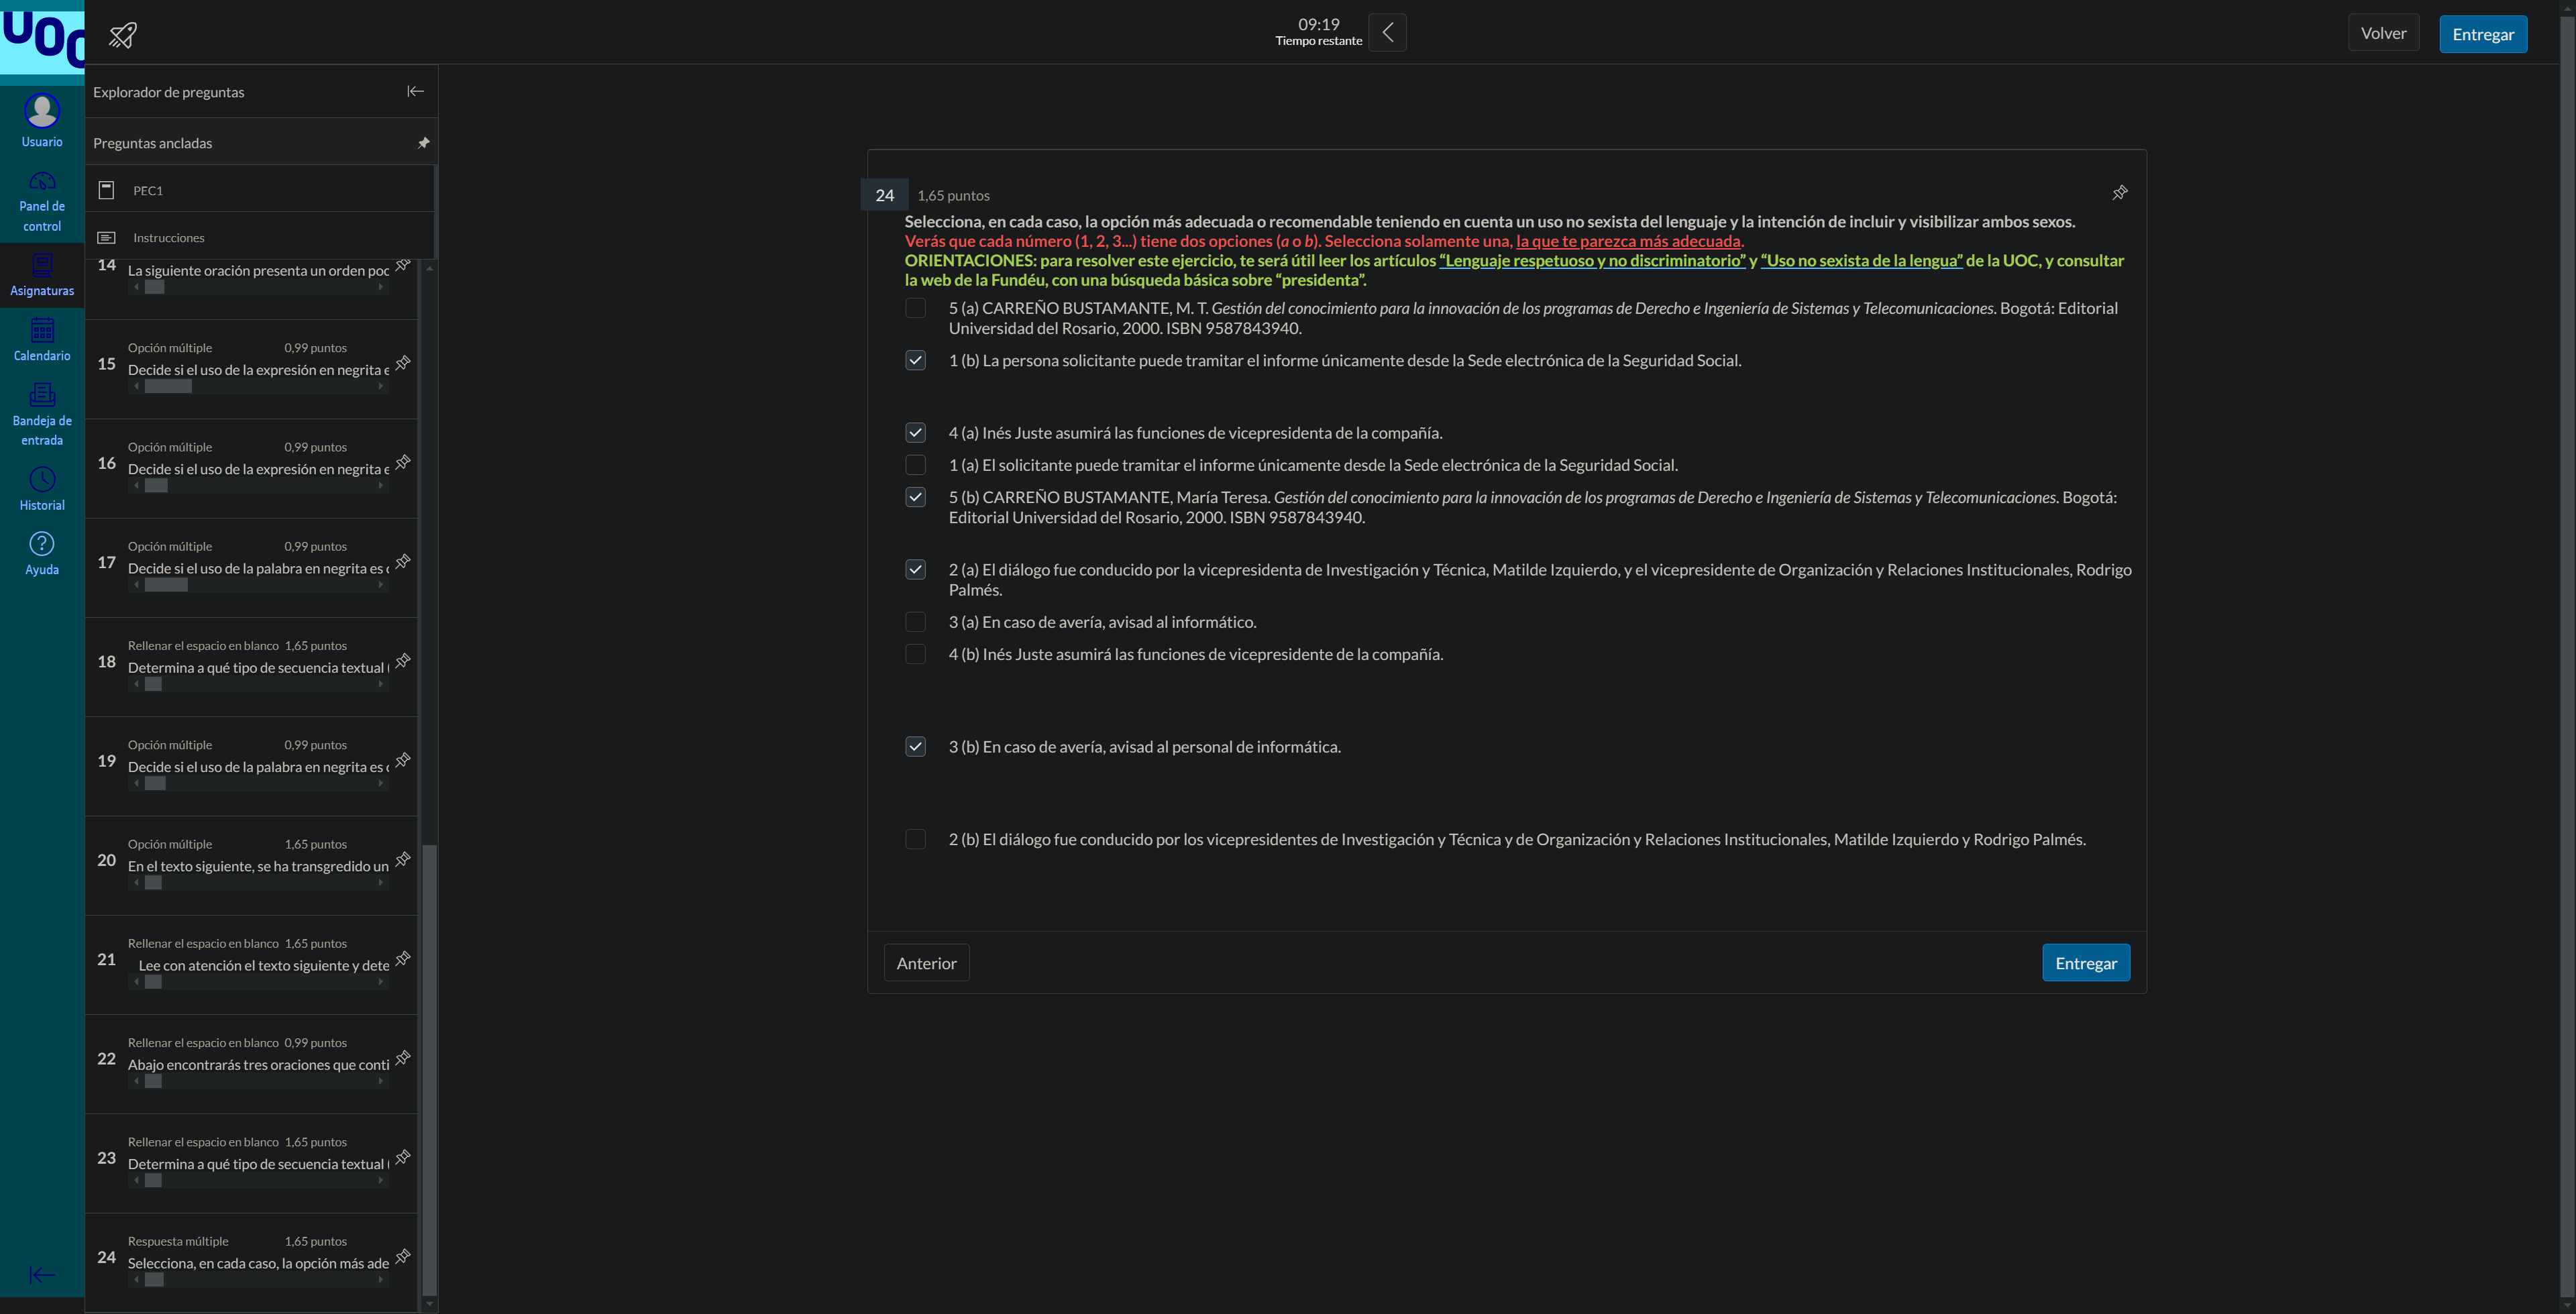 UOC
Usuario
Panel de
control
Asignaturas
Calendario
Bandeja de
entrada
Historial
Ayuda
09:19
Tiempo restante
Volver
Entregar
Explorador de preguntas
Preguntas ancladas
PEC1
Instrucciones
14
La siguiente oración presenta un orden poc
Opción múltiple 0,99 puntos
15
Decide si el uso de la expresión en negrita e
Opción múltiple 0,99 puntos
16
Decide si el uso de la expresión en negrita e
Opción múltiple 0,99 puntos
17
Decide si el uso de la palabra en negrita es
Rellenar el espacio en blanco 1,65 puntos
18
Determina a qué tipo de secuencia textual
Opción múltiple 0,99 puntos
19
Decide si el uso de la palabra en negrita es
Opción múltiple 1,65 puntos
20
En el texto siguiente, se ha transgredido un
Rellenar el espacio en blanco 1,65 puntos
21
Lee con atención el texto siguiente y dete
Rellenar el espacio en blanco 0,99 puntos
22
Abajo encontrarás tres oraciones que conti
Rellenar el espacio en blanco 1,65 puntos
23
Determina a qué tipo de secuencia textual
Respuesta múltiple 1,65 puntos
24
Selecciona, en cada caso, la opción más ade
24 1,65 puntos
Selecciona, en cada caso, la opción más adecuada o recomendable teniendo en cuenta un uso no sexista del lenguaje y la intención de incluir y visibilizar ambos sexos.
Verás que cada número (1, 2, 3...) tiene dos opciones (a o b). Selecciona solamente una, la que te parezca más adecuada.
ORIENTACIONES: para resolver este ejercicio, te será útil leer los artículos “Lenguaje respetuoso y no discriminatorio” y “Uso no sexista de la lengua” de la UOC, y consultar
la web de la Fundéu, con una búsqueda básica sobre “presidenta”.
5 (a) CARREÑO BUSTAMANTE, M. T. Gestión del conocimiento para la innovación de los programas de Derecho e Ingeniería de Sistemas y Telecomunicaciones. Bogotá: Editorial
Universidad del Rosario, 2000. ISBN 9587843940.
1 (b) La persona solicitante puede tramitar el informe únicamente desde la Sede electrónica de la Seguridad Social.
4 (a) Inés Juste asumirá las funciones de vicepresidenta de la compañía.
1 (a) El solicitante puede tramitar el informe únicamente desde la Sede electrónica de la Seguridad Social.
5 (b) CARREÑO BUSTAMANTE, María Teresa. Gestión del conocimiento para la innovación de los programas de Derecho e Ingeniería de Sistemas y Telecomunicaciones. Bogotá:
Editorial Universidad del Rosario, 2000. ISBN 9587843940.
2 (a) El diálogo fue conducido por la vicepresidenta de Investigación y Técnica, Matilde Izquierdo, y el vicepresidente de Organización y Relaciones Institucionales, Rodrigo
Palmés.
3 (a) En caso de avería, avisad al informático.
4 (b) Inés Juste asumirá las funciones de vicepresidente de la compañía.
3 (b) En caso de avería, avisad al personal de informática.
2 (b) El diálogo fue conducido por los vicepresidentes de Investigación y Técnica y de Organización y Relaciones Institucionales, Matilde Izquierdo y Rodrigo Palmés.
Anterior
Entregar